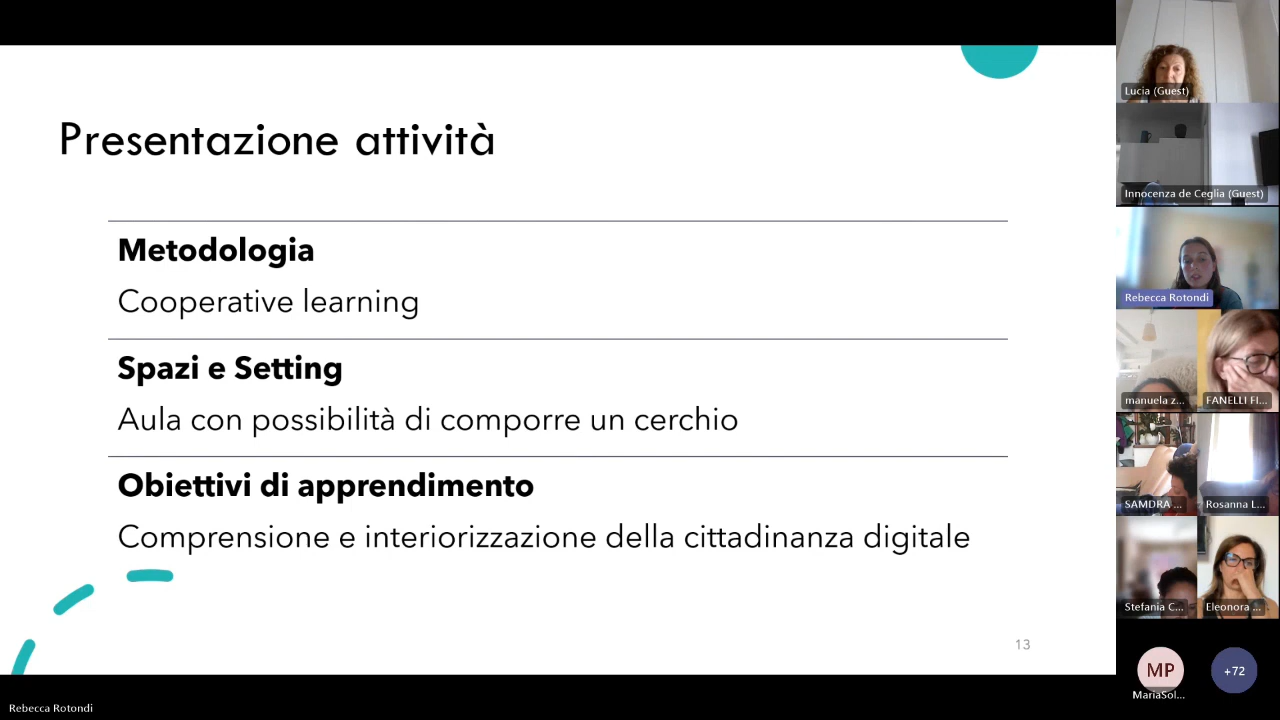 Presentazione attività
Metodologia
Cooperative learning
Spazi e Setting
Aula con possibilità di comporre un cerchio
Obiettivi di apprendimento
Comprensione e interiorizzazione della cittadinanza digitale
13
Rebecca Rotondi
Lucia (Guest)
Innocenza de Ceglia (Guest)
Rebecca Rotondi
manuela z...
FANELLI FI...
SAMDRA ...
Rosanna L...
Stefania C...
Eleonora ...
MP
+72
MariaSol...